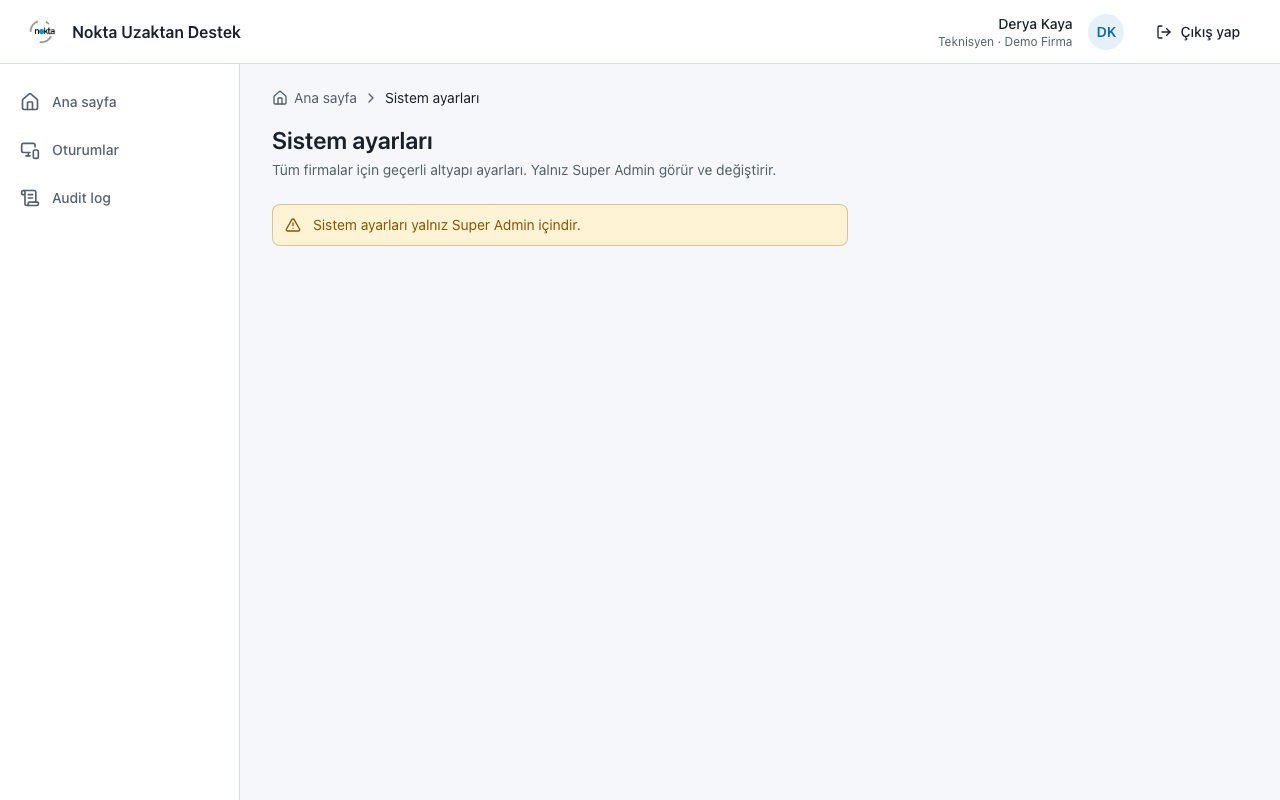 nokta
Nokta Uzaktan Destek
Derya Kaya
Teknisyen · Demo Firma
DK
Çıkış yap
Ana sayfa
Oturumlar
Audit log
Ana sayfa
Sistem ayarları
Sistem ayarları
Tüm firmalar için geçerli altyapı ayarları. Yalnız Super Admin görür ve değiştirir.
Sistem ayarları yalnız Super Admin içindir.